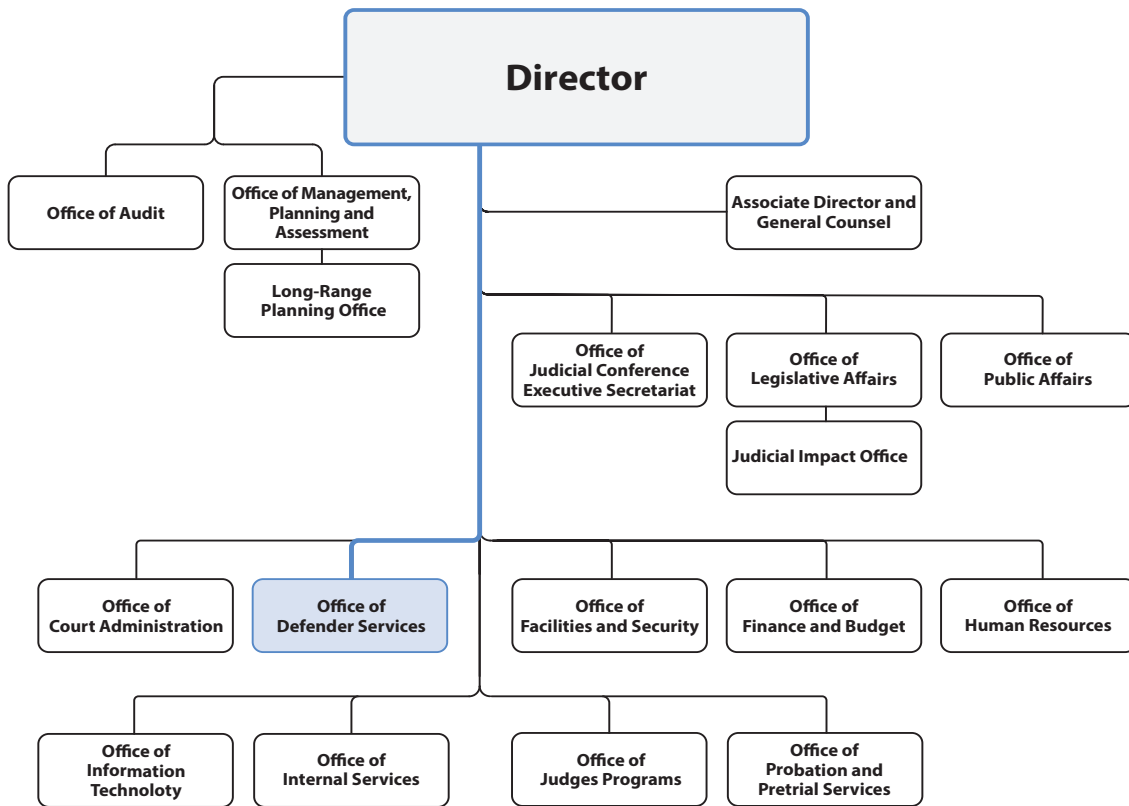 Director
Office of Audit
Office of Management,
Planning and
Assessment
Associate Director and
General Counsel
Long-Range
Planning Office
Office of
Judicial Conference
Executive Secretariat
Office of
Legislative Affairs
Office of
Public Affairs
Judicial Impact Office
Office of
Court Administration
Office of
Defender Services
Office of
Facilities and Security
Office of
Finance and Budget
Office of
Human Resources
Office of
Information
Technoloty
Office of
Internal Services
Office of
Judges Programs
Office of
Probation and
Pretrial Services